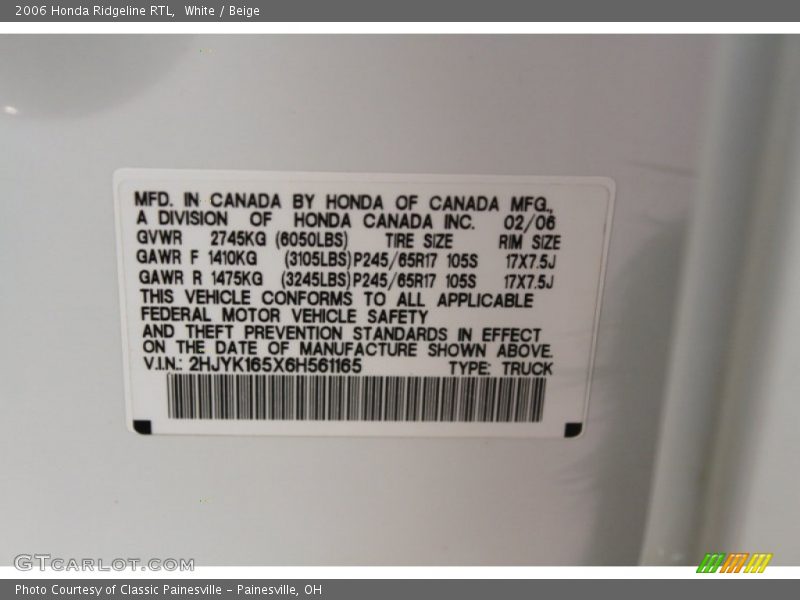 2006 Honda Ridgeline RTL, White / Beige
MFD. IN CANADA BY HONDA OF CANADA MFG.,
A DIVISION OF HONDA CANADA INC. 02/06
GVWR 2745KG (6050LBS) TIRE SIZE RIM SIZE
GAWR F 1410KG (3105LBS) P245/65R17 105S 17X7.5J
GAWR R 1475KG (3245LBS) P245/65R17 105S 17X7.5J
THIS VEHICLE CONFORMS TO ALL APPLICABLE
FEDERAL MOTOR VEHICLE SAFETY
AND THEFT PREVENTION STANDARDS IN EFFECT
ON THE DATE OF MANUFACTURE SHOWN ABOVE.
V.I.N.: 2HJYK165X6H561165 TYPE: TRUCK
GTCARLOT.COM
Photo Courtesy of Classic Painesville - Painesville, OH